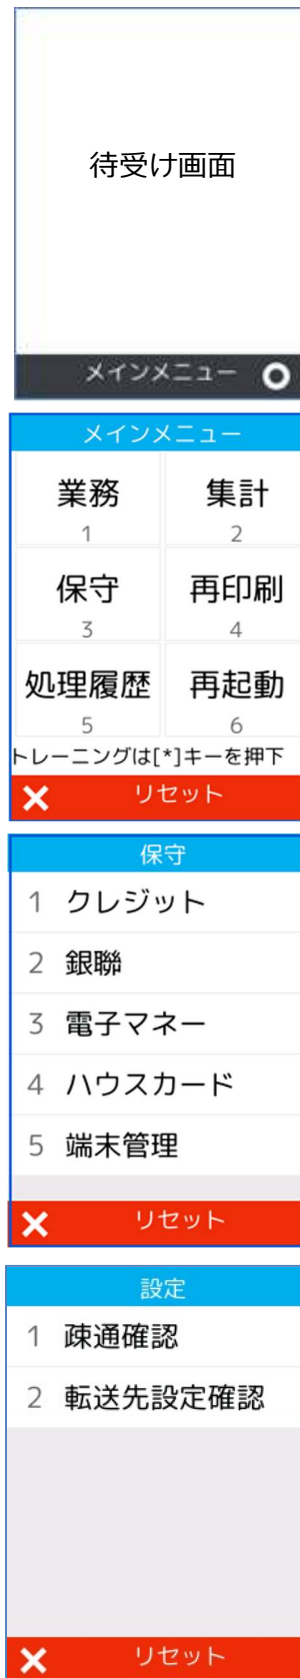 待受け画面
メインメニュー
メインメニュー
業務 集計
1 2
保守 再印刷
3 4
処理履歴 再起動
5 6
トレーニングは[*]キーを押下
リセット
保守
1 クレジット
2 銀聯
3 電子マネー
4 ハウスカード
5 端末管理
リセット
設定
1 疎通確認
2 転送先設定確認
リセット